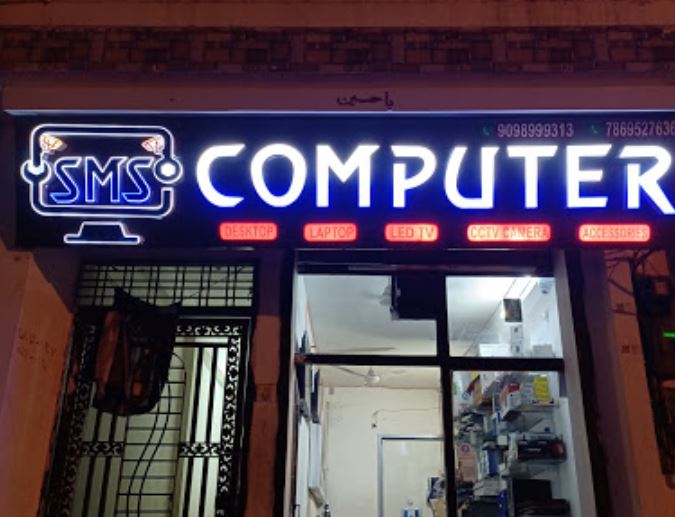 یا حسین
9098999313 7869527636
SMS COMPUTER
DESKTOP LAPTOP LED TV CCTV CAMERA ACCESSORIES